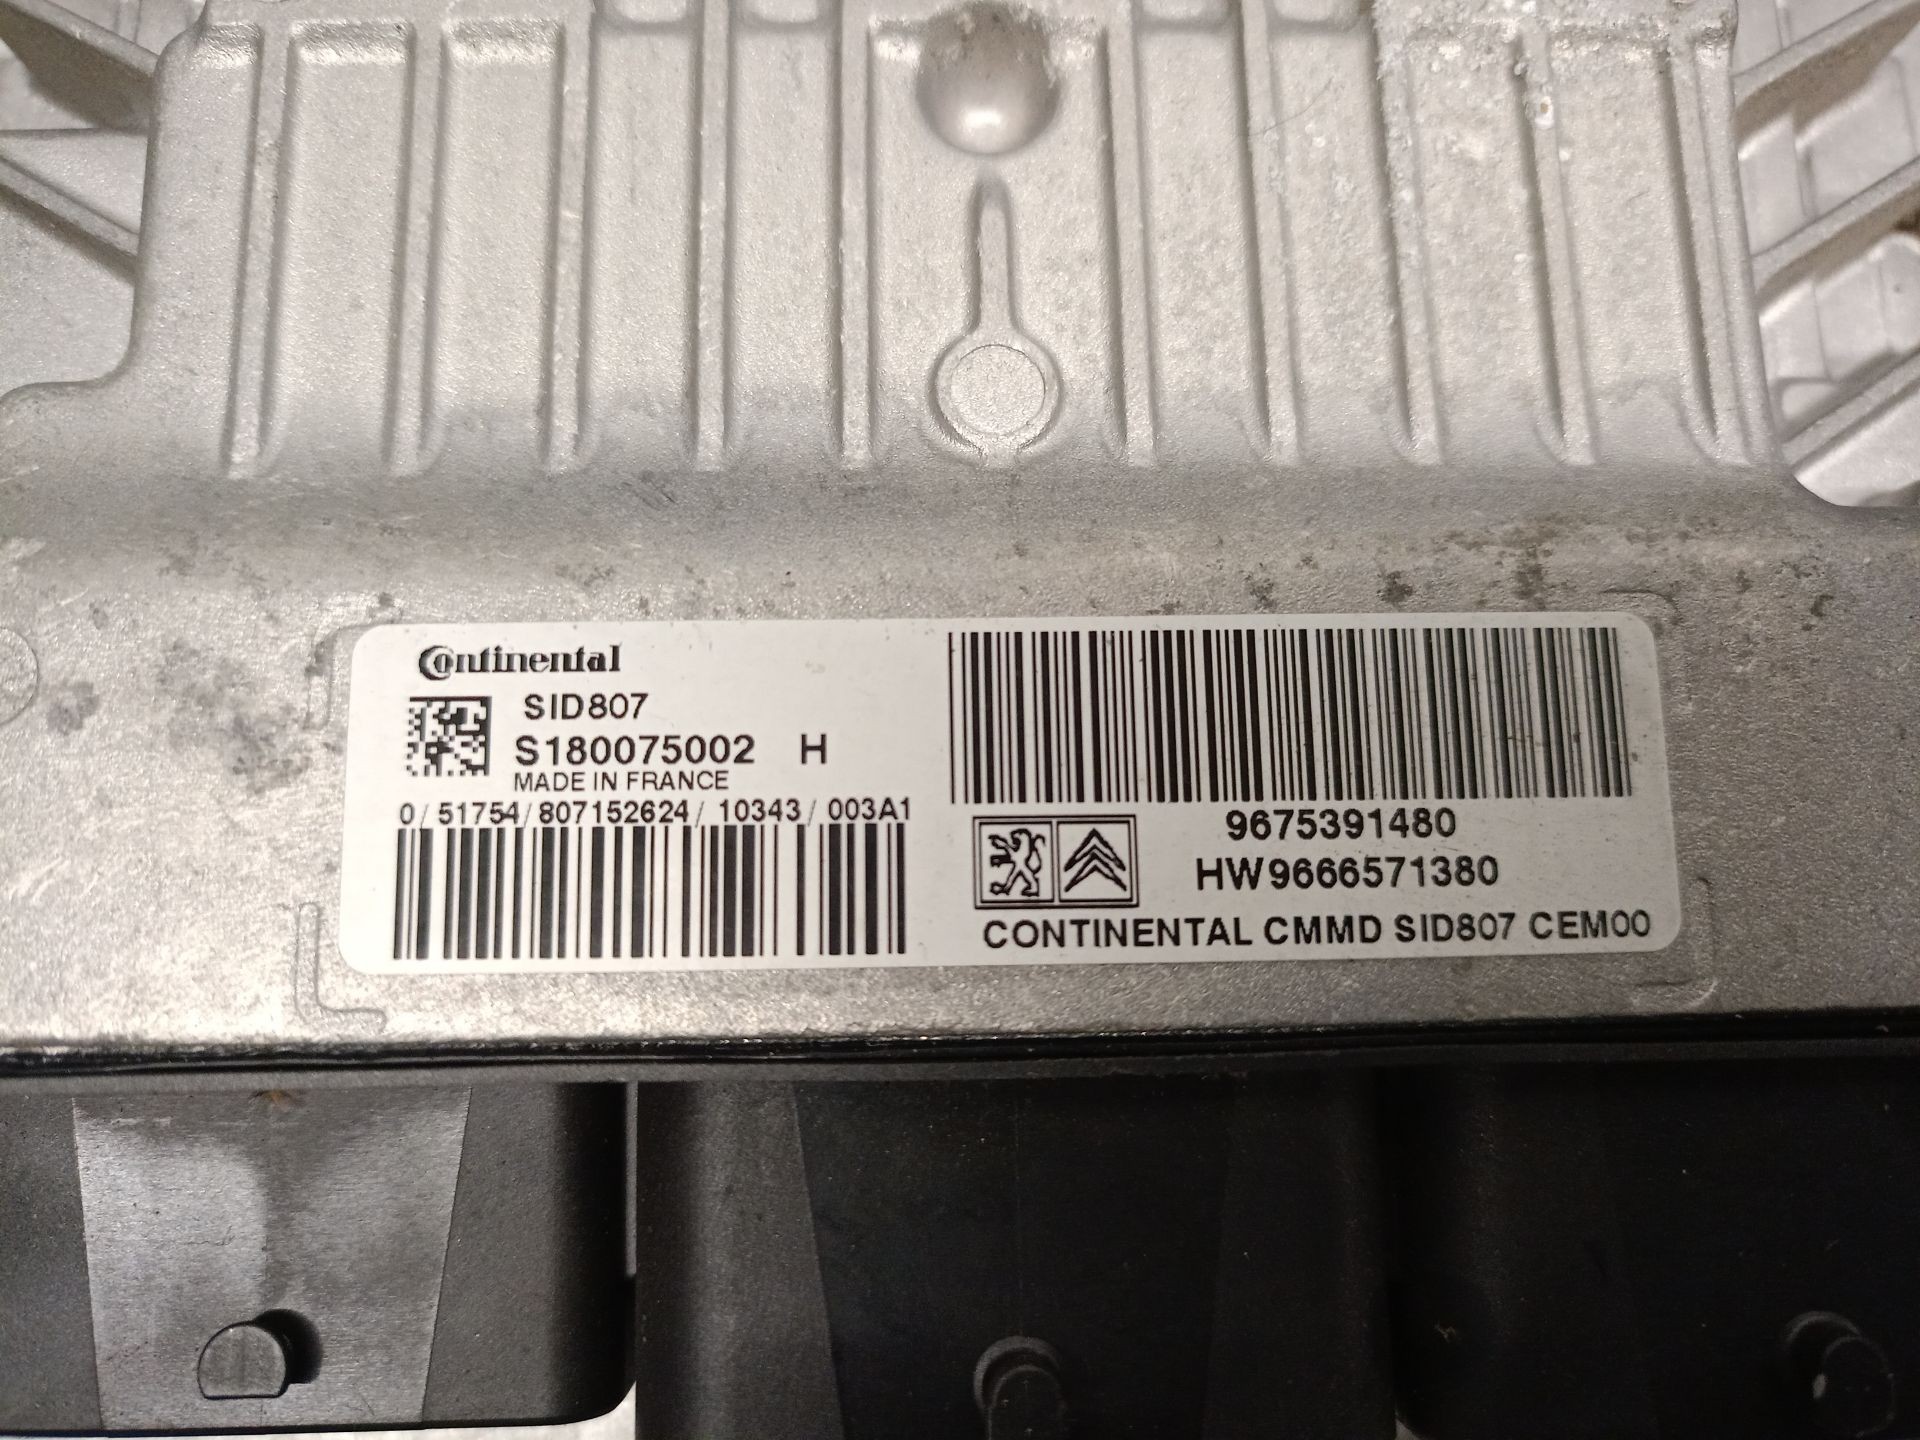 Continental
SID807
S180075002 H
MADE IN FRANCE
0/51754/807152624/10343/003A1
9675391480
HW9666571380
CONTINENTAL CMMD SID807 CEM00